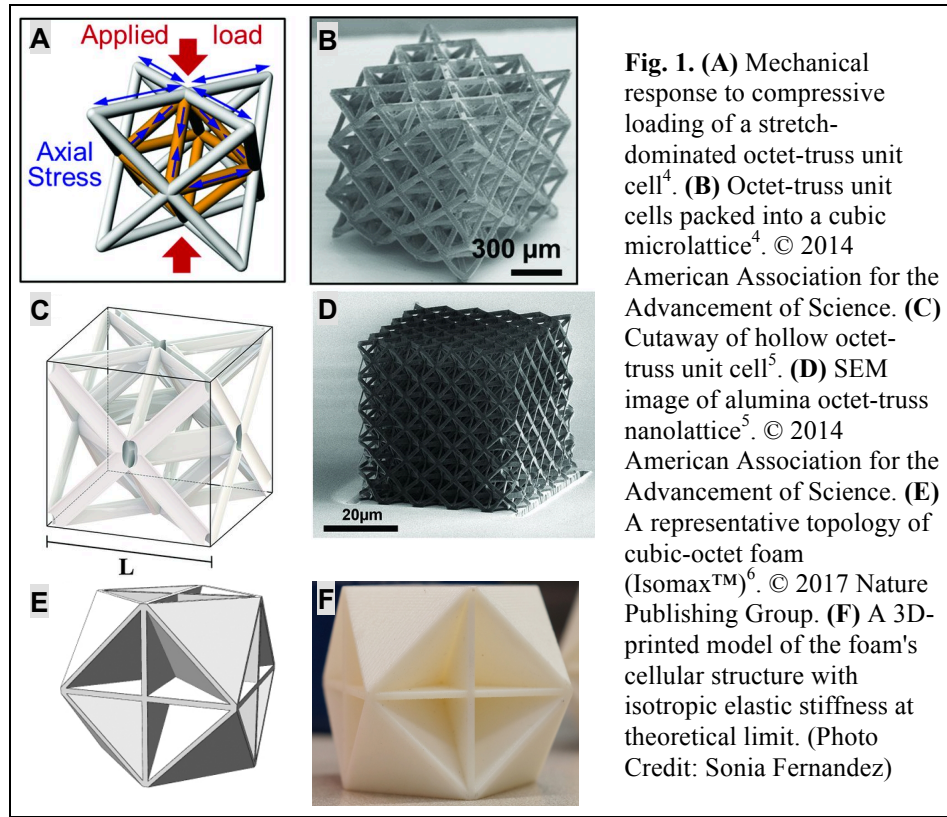 A
Applied load
Axial
Stress
B
300 µm
C
L
D
20µm
E
F
Fig. 1. (A) Mechanical
response to compressive
loading of a stretch-
dominated octet-truss unit
cell4. (B) Octet-truss unit
cells packed into a cubic
microlattice4. © 2014
American Association for the
Advancement of Science. (C)
Cutaway of hollow octet-
truss unit cell5. (D) SEM
image of alumina octet-truss
nanolattice5. © 2014
American Association for the
Advancement of Science. (E)
A representative topology of
cubic-octet foam
(Isomax™)6. © 2017 Nature
Publishing Group. (F) A 3D-
printed model of the foam's
cellular structure with
isotropic elastic stiffness at
theoretical limit. (Photo
Credit: Sonia Fernandez)